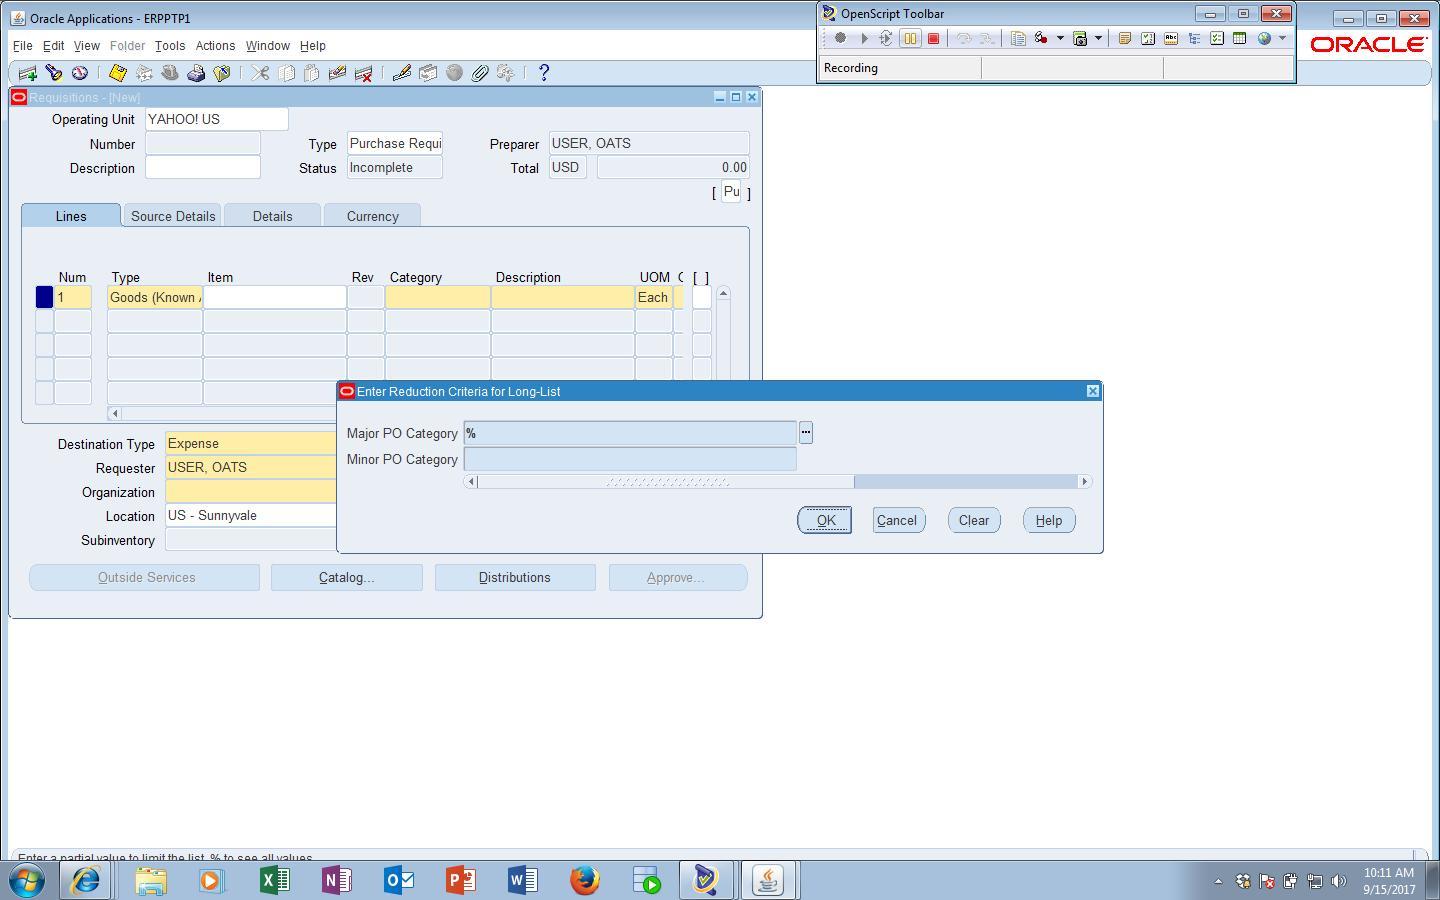 Oracle Applications - ERPPTP1
OpenScript Toolbar
File Edit View Folder Tools Actions Window Help
ORACLE
Recording
Requisitions - [New]
Operating Unit YAHOO! US
Number Type Purchase Requi Preparer USER, OATS
Description Status Incomplete Total USD 0.00
[ Pu ]
Lines Source Details Details Currency
Num Type Item Rev Category Description UOM [ ]
1 Goods (Known Each
Enter Reduction Criteria for Long-List
Major PO Category %
Minor PO Category
OK Cancel Clear Help
Destination Type Expense
Requester USER, OATS
Organization
Location US - Sunnyvale
Subinventory
Outside Services Catalog... Distributions Approve...
Enter a partial value to limit the list, % to see all values
10:11 AM
9/15/2017